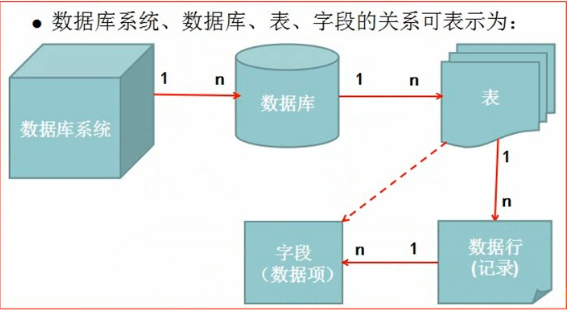 ● 数据库系统、数据库、表、字段的关系可表示为：
数据库系统
1
n
数据库
1
n
表
1
n
数据行
(记录)
1
n
字段
（数据项）